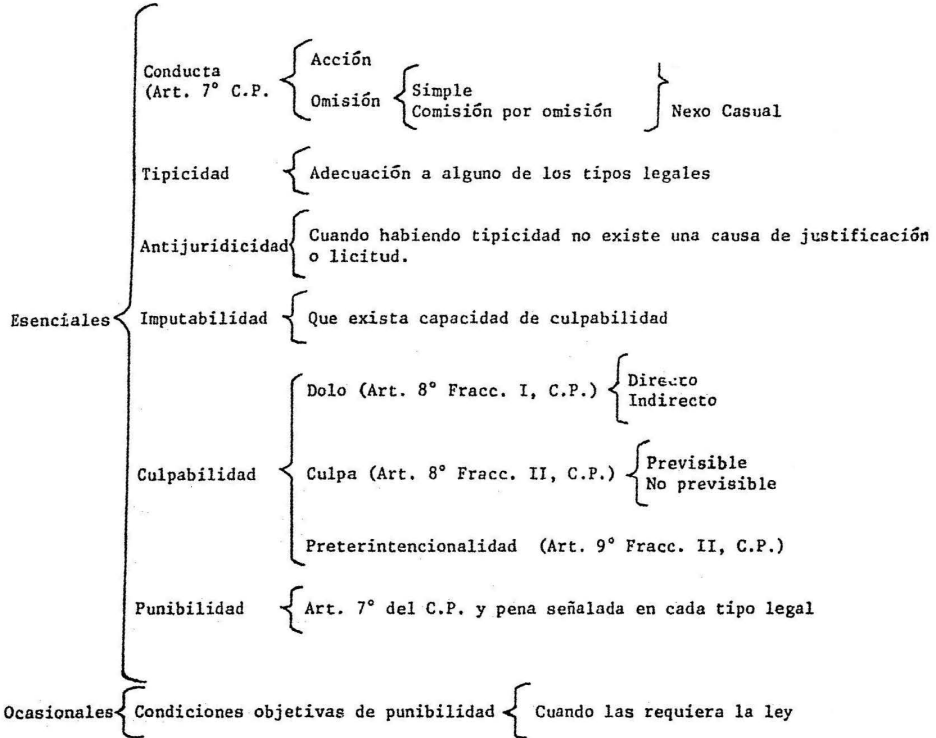 Conducta
(Art. 7° C.P.
Acción
Omisión
Simple
Comisión por omisión
Nexo Casual
Tipicidad
Adecuación a alguno de los tipos legales
Antijuridicidad
Cuando habiendo tipicidad no existe una causa de justificación
o licitud.
Esenciales
Imputabilidad
Que exista capacidad de culpabilidad
Culpabilidad
Dolo (Art. 8° Fracc. I, C.P.)
Directo
Indirecto
Culpa (Art. 8° Fracc. II, C.P.)
Previsible
No previsible
Preterintencionalidad (Art. 9° Fracc. II, C.P.)
Punibilidad
Art. 7° del C.P. y pena señalada en cada tipo legal
Ocasionales
Condiciones objetivas de punibilidad
Cuando las requiera la ley